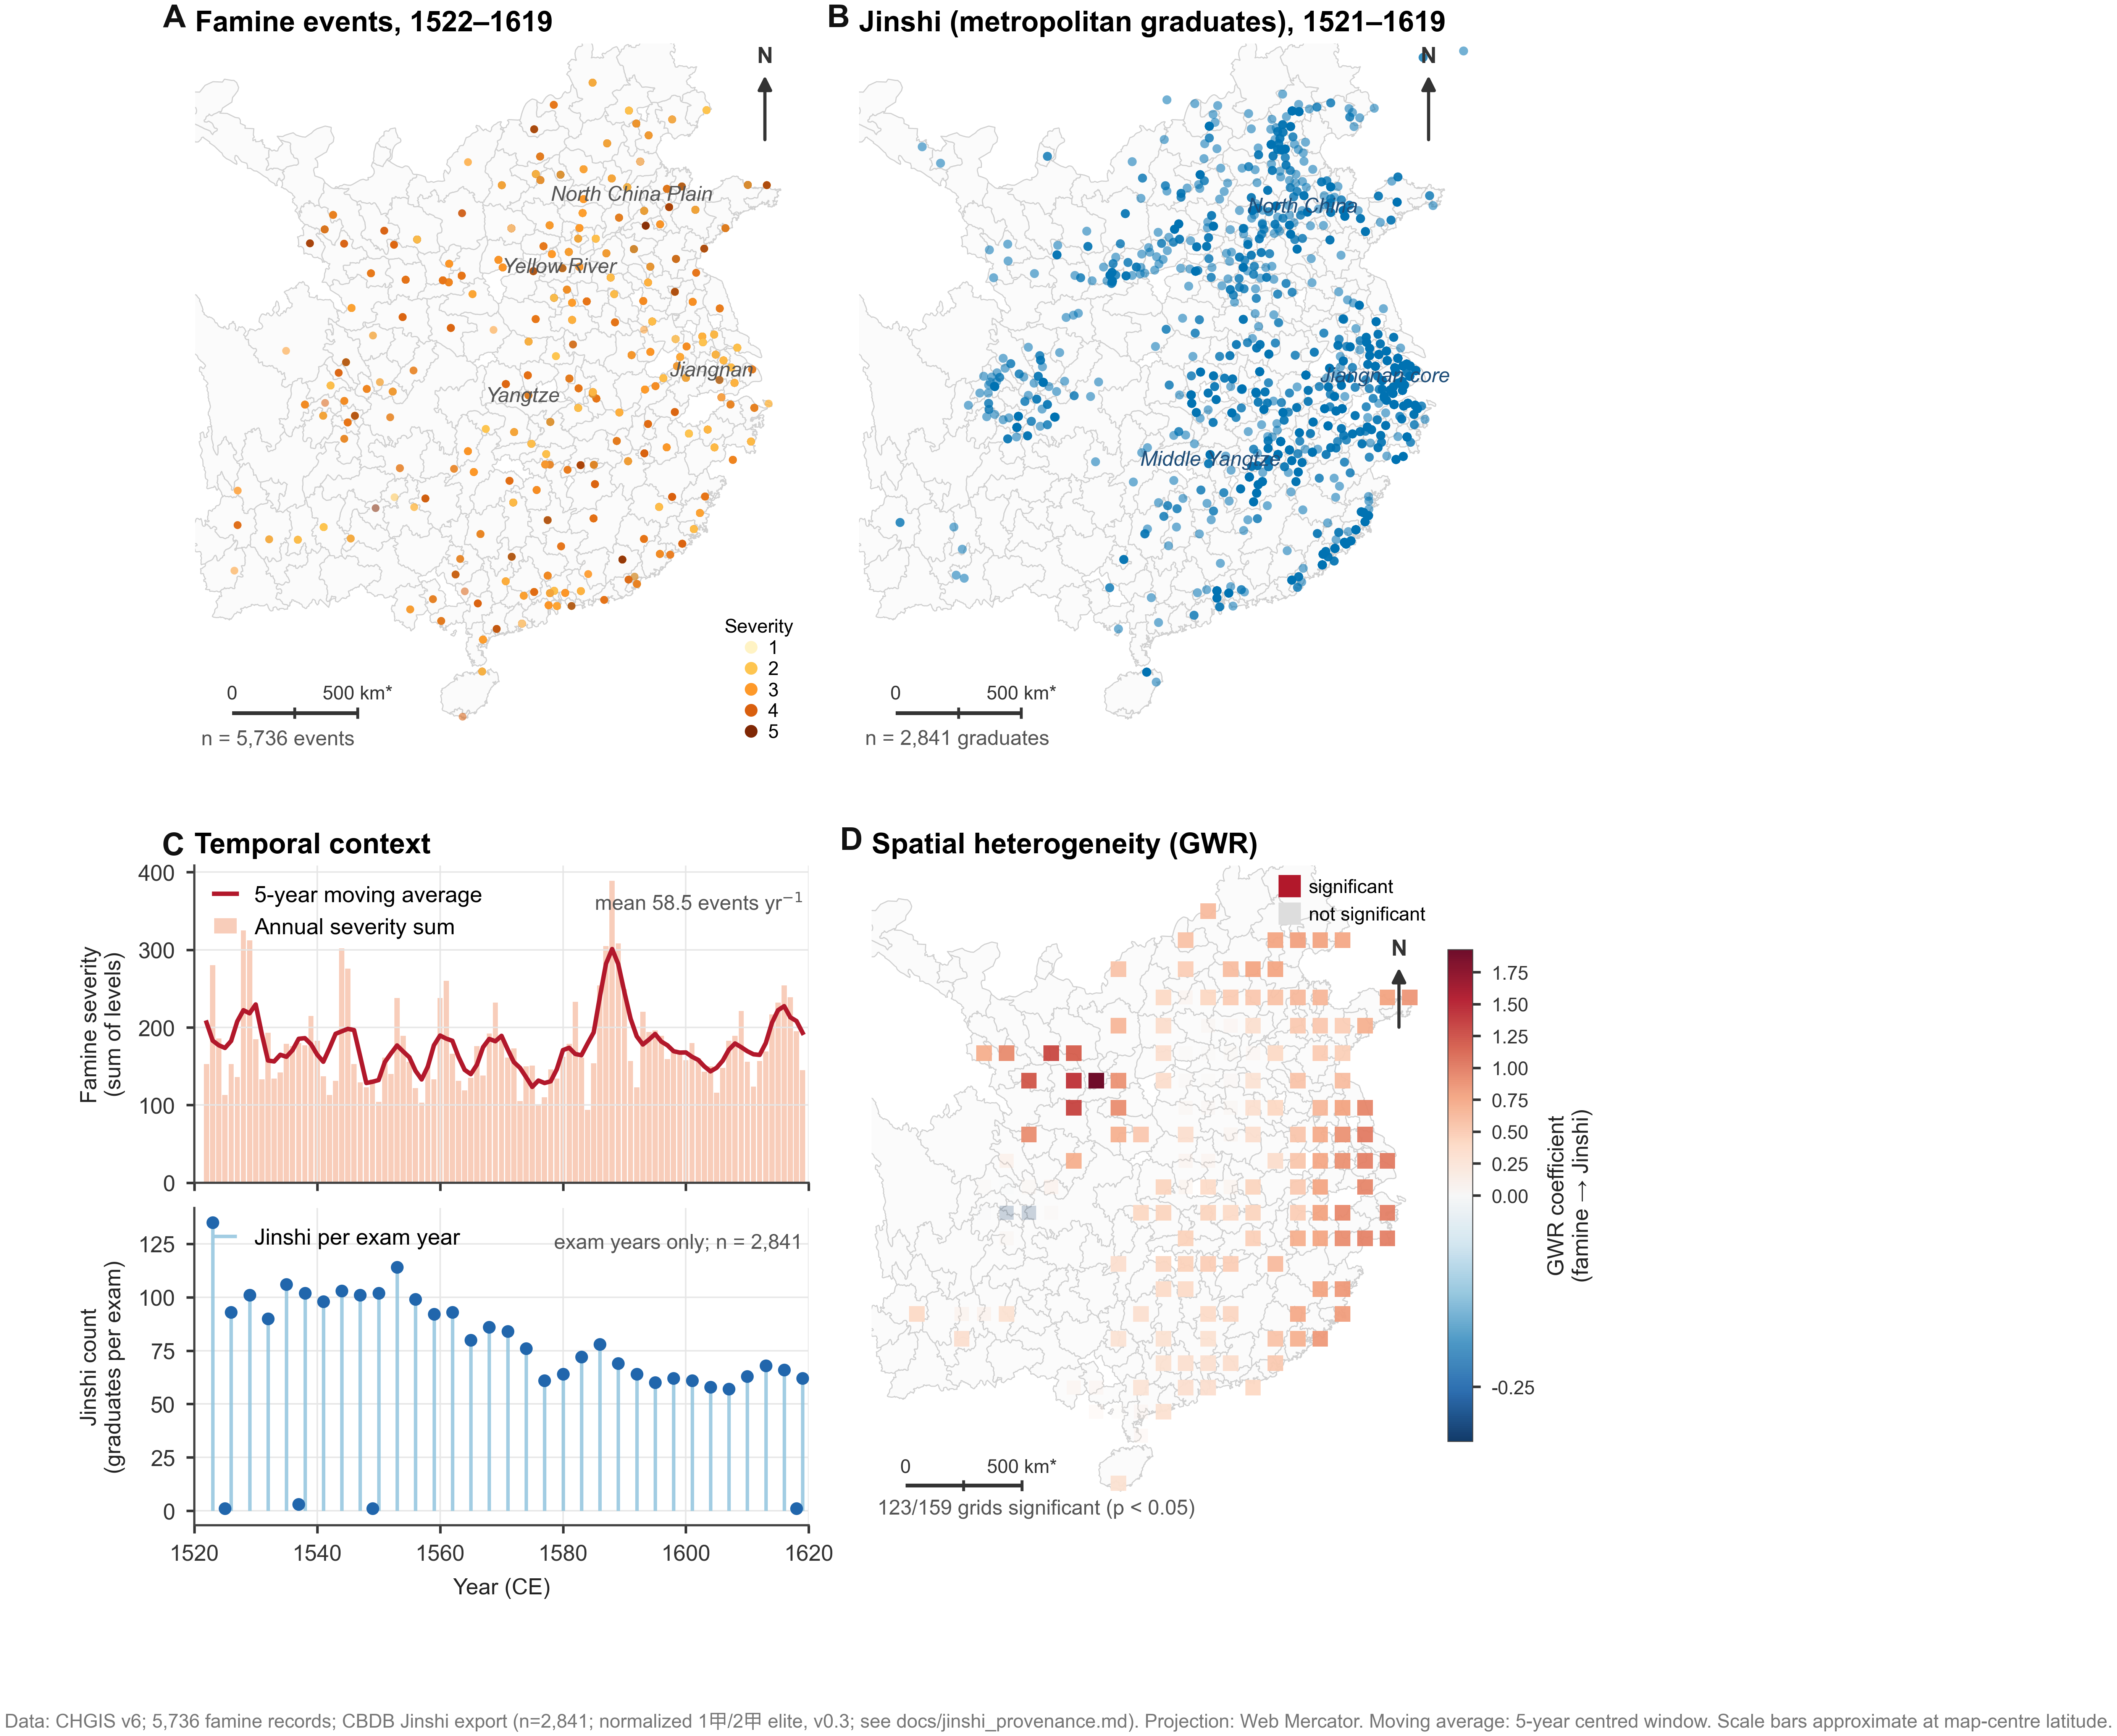 A Famine events, 1522–1619
N
North China Plain
Yellow River
Jiangnan
Yangtze
Severity
1
2
3
4
5
0 500 km*
n = 5,736 events
B Jinshi (metropolitan graduates), 1521–1619
N
North China
Jiangnan core
Middle Yangtze
0 500 km*
n = 2,841 graduates
C Temporal context
5-year moving average
Annual severity sum
mean 58.5 events yr⁻¹
Famine severity
(sum of levels)
400
300
200
100
0
Jinshi per exam year
exam years only; n = 2,841
Jinshi count
(graduates per exam)
125
100
75
50
25
0
1520 1540 1560 1580 1600 1620
Year (CE)
D Spatial heterogeneity (GWR)
significant
not significant
N
1.75
1.50
1.25
1.00
0.75
0.50
0.25
0.00
-0.25
GWR coefficient
(famine → Jinshi)
0 500 km*
123/159 grids significant (p < 0.05)
Data: CHGIS v6; 5,736 famine records; CBDB Jinshi export (n=2,841; normalized 1甲/2甲 elite, v0.3; see docs/jinshi_provenance.md). Projection: Web Mercator. Moving average: 5-year centred window. Scale bars approximate at map-centre latitude.